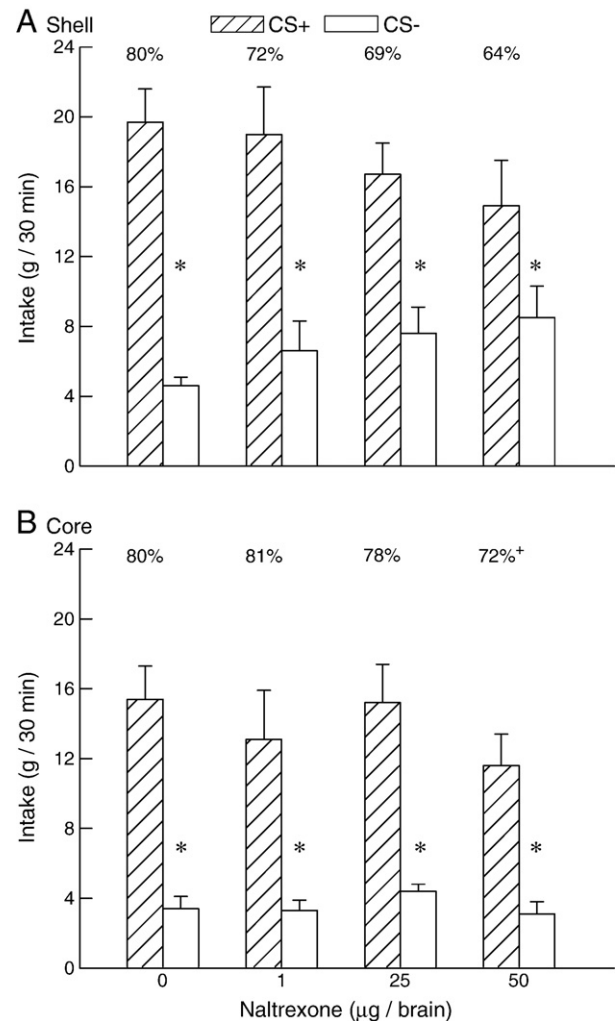 A Shell CS+ CS-
80% 72% 69% 64%
24
20
16
12
8
4
0
Intake (g / 30 min)
* * * *
B Core
80% 81% 78% 72%+
24
20
16
12
8
4
0
Intake (g / 30 min)
* * * *
0 1 25 50
Naltrexone (μg / brain)